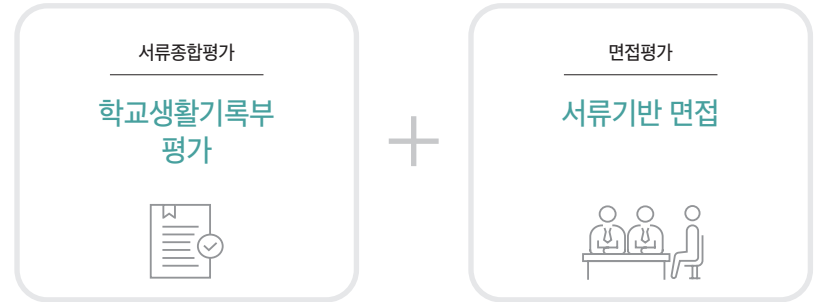 서류종합평가
학교생활기록부
평가
면접평가
서류기반 면접